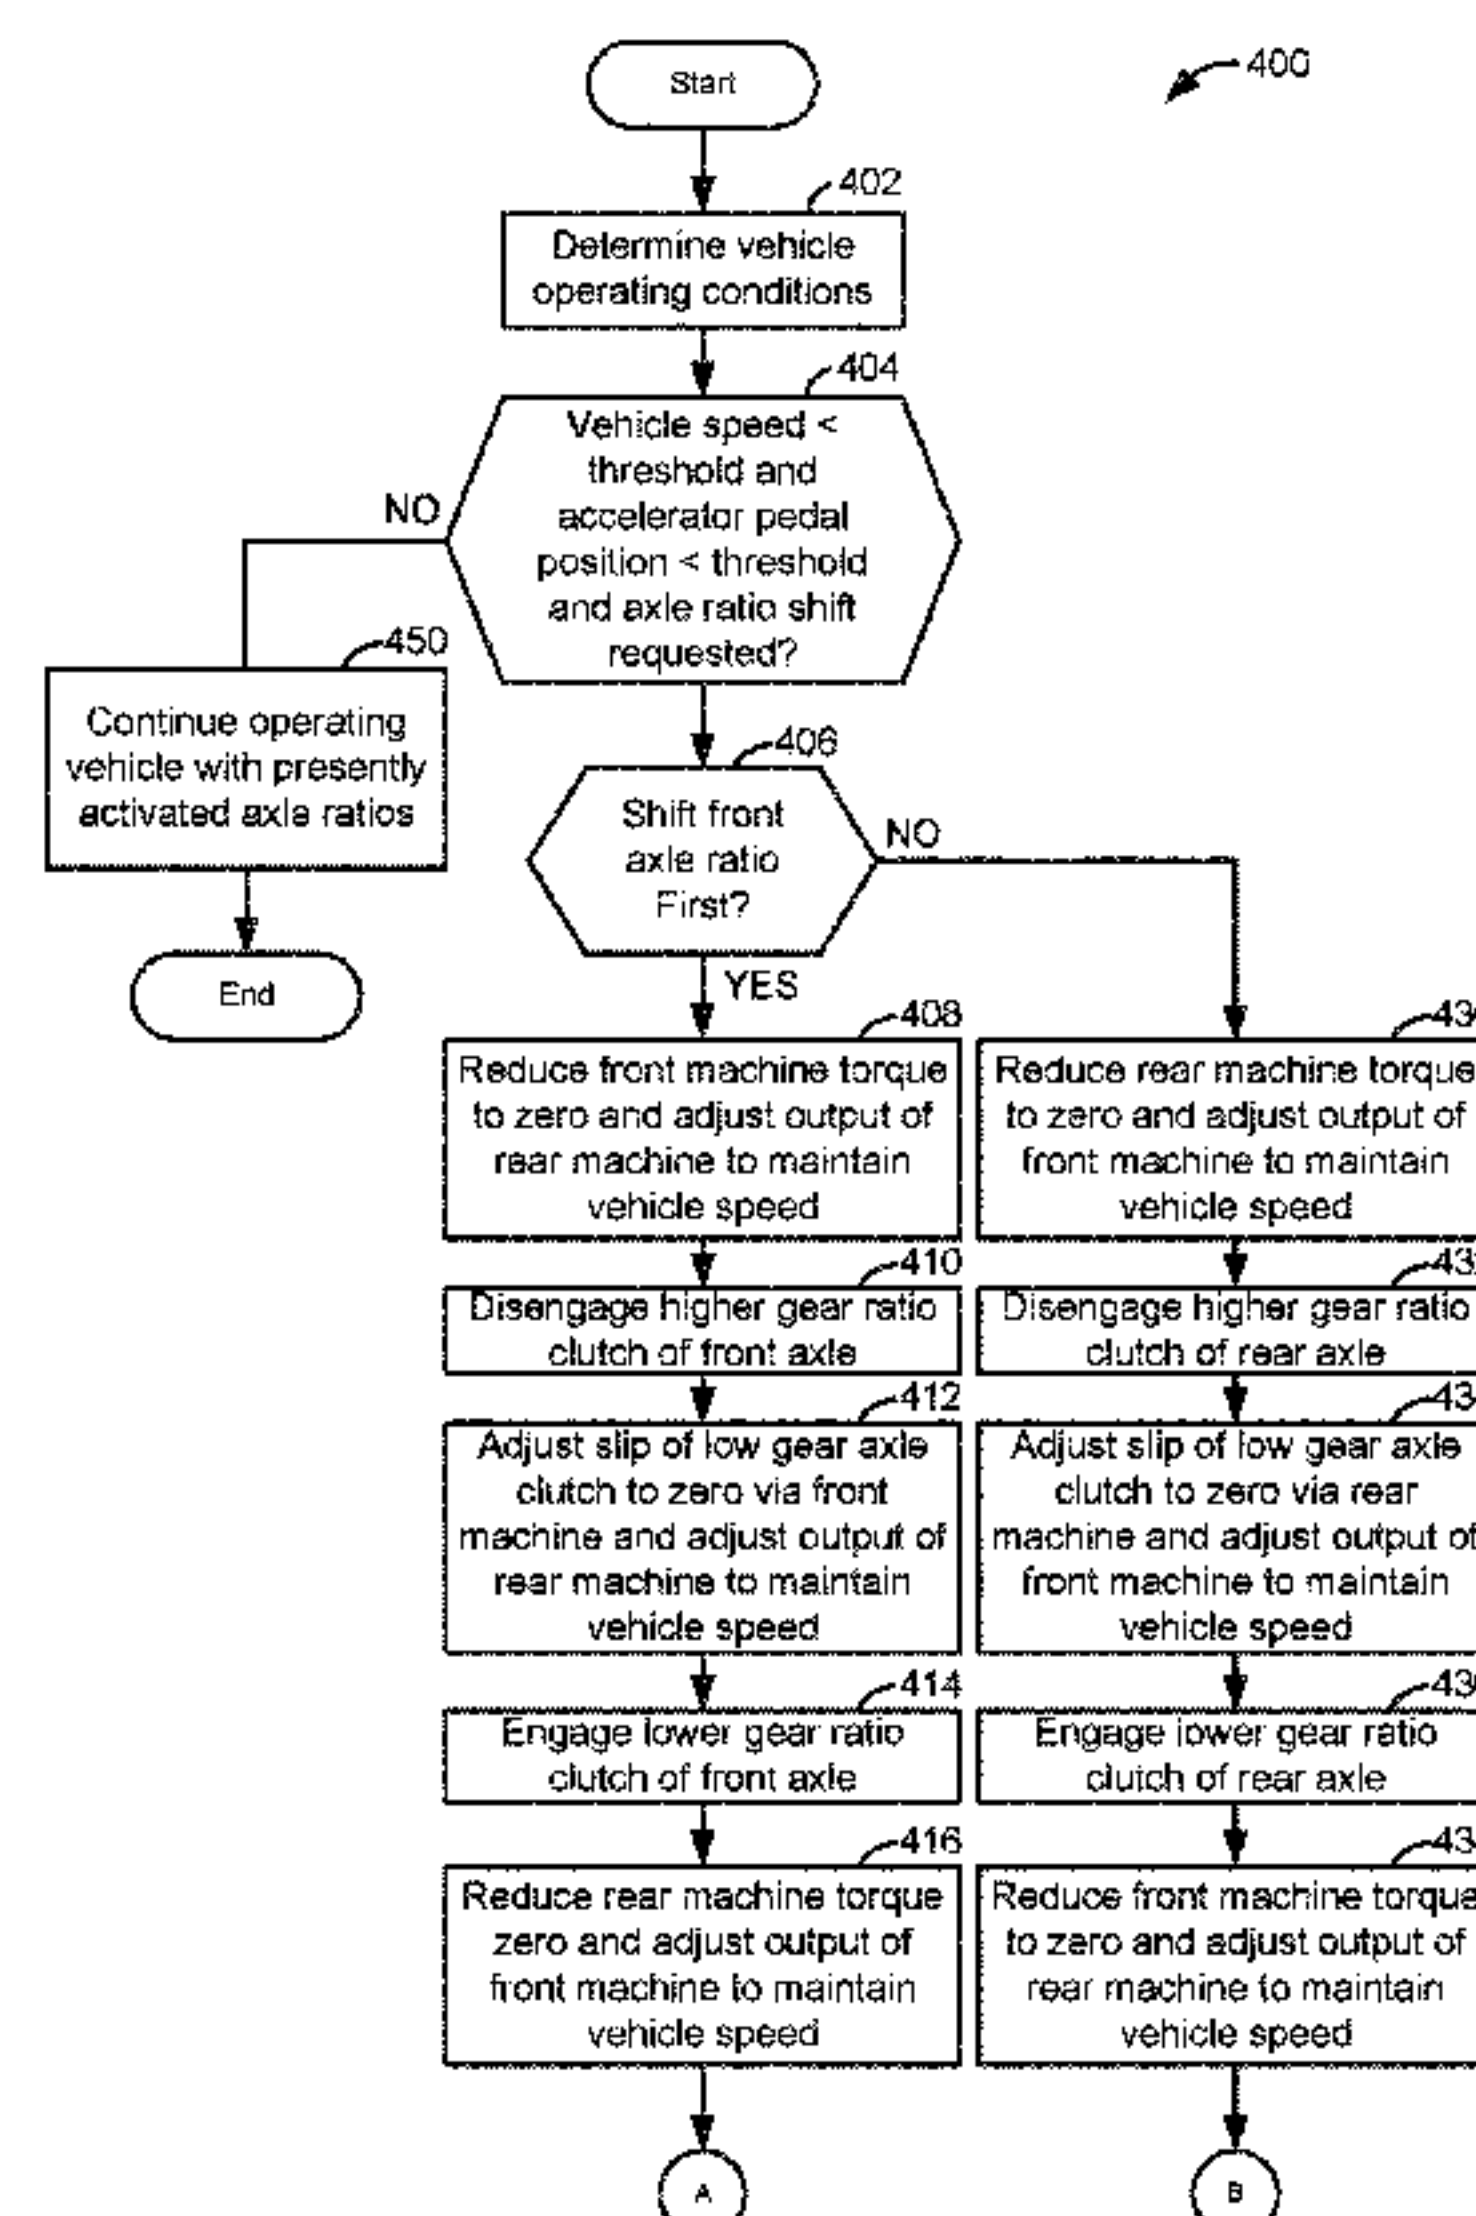 Start
400
402
Determine vehicle
operating conditions
404
Vehicle speed <
threshold and
accelerator pedal
position < threshold
and axle ratio shift
requested?
NO
450
Continue operating
vehicle with presently
activated axle ratios
End
406
Shift front
axle ratio
First?
NO
YES
408
Reduce front machine torque
to zero and adjust output of
rear machine to maintain
vehicle speed
410
Disengage higher gear ratio
clutch of front axle
412
Adjust slip of low gear axle
clutch to zero via front
machine and adjust output of
rear machine to maintain
vehicle speed
414
Engage lower gear ratio
clutch of front axle
416
Reduce rear machine torque
zero and adjust output of
front machine to maintain
vehicle speed
A
Reduce rear machine torque
to zero and adjust output of
front machine to maintain
vehicle speed
Disengage higher gear ratio
clutch of rear axle
Adjust slip of low gear axle
clutch to zero via rear
machine and adjust output of
front machine to maintain
vehicle speed
Engage lower gear ratio
clutch of rear axle
Reduce front machine torque
to zero and adjust output of
rear machine to maintain
vehicle speed
B